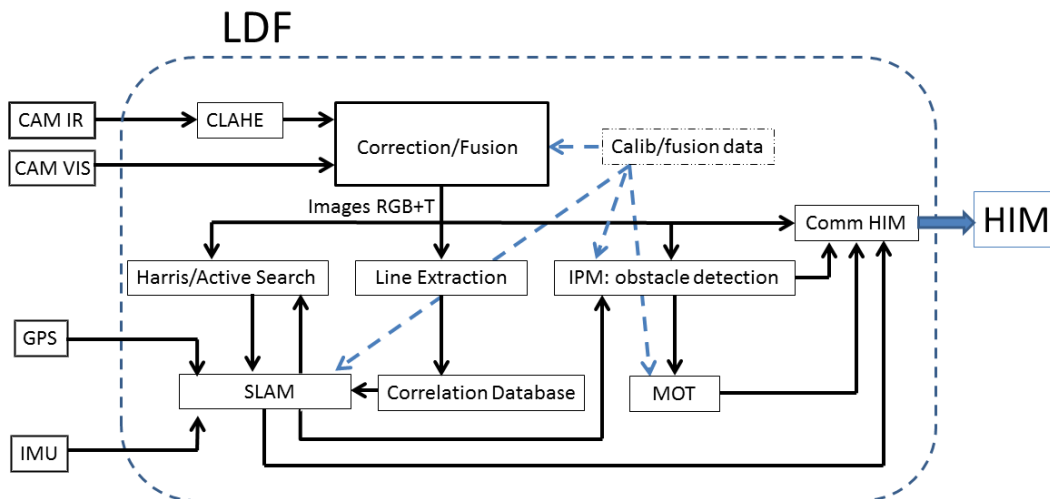 LDF
CAM IR
CLAHE
Correction/Fusion
Calib/fusion data
CAM VIS
Images RGB+T
Comm HIM
HIM
Harris/Active Search
Line Extraction
IPM: obstacle detection
GPS
SLAM
Correlation Database
MOT
IMU